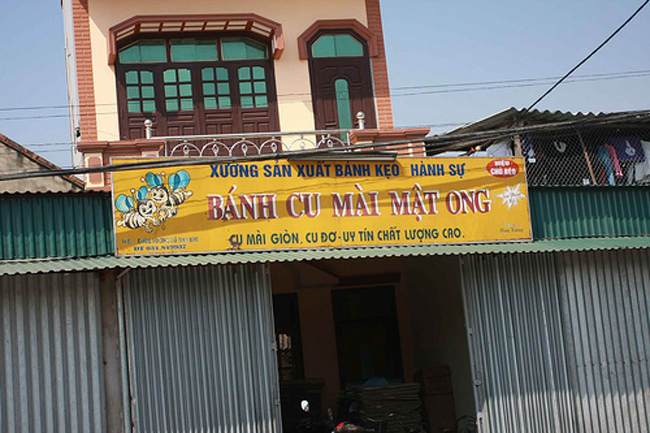 XƯỞNG SẢN XUẤT BÁNH KẸO HÀNH SỰ
BÁNH CU MÀI MẬT ONG
CU MÀI GIÒN, CU ĐƠ - UY TÍN CHẤT LƯỢNG CAO.